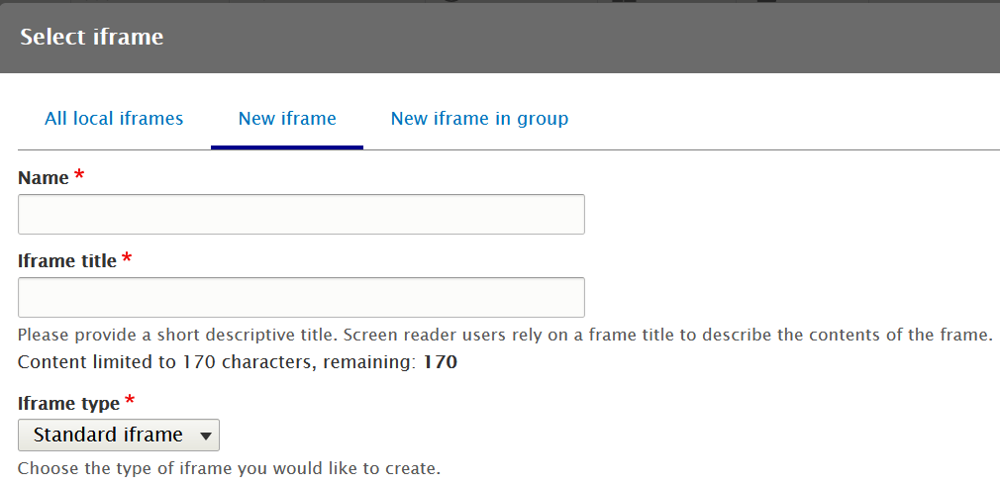 Select iframe
All local iframes New iframe New iframe in group
Name *
Iframe title *
Please provide a short descriptive title. Screen reader users rely on a frame title to describe the contents of the frame.
Content limited to 170 characters, remaining: 170
Iframe type *
Standard iframe
Choose the type of iframe you would like to create.